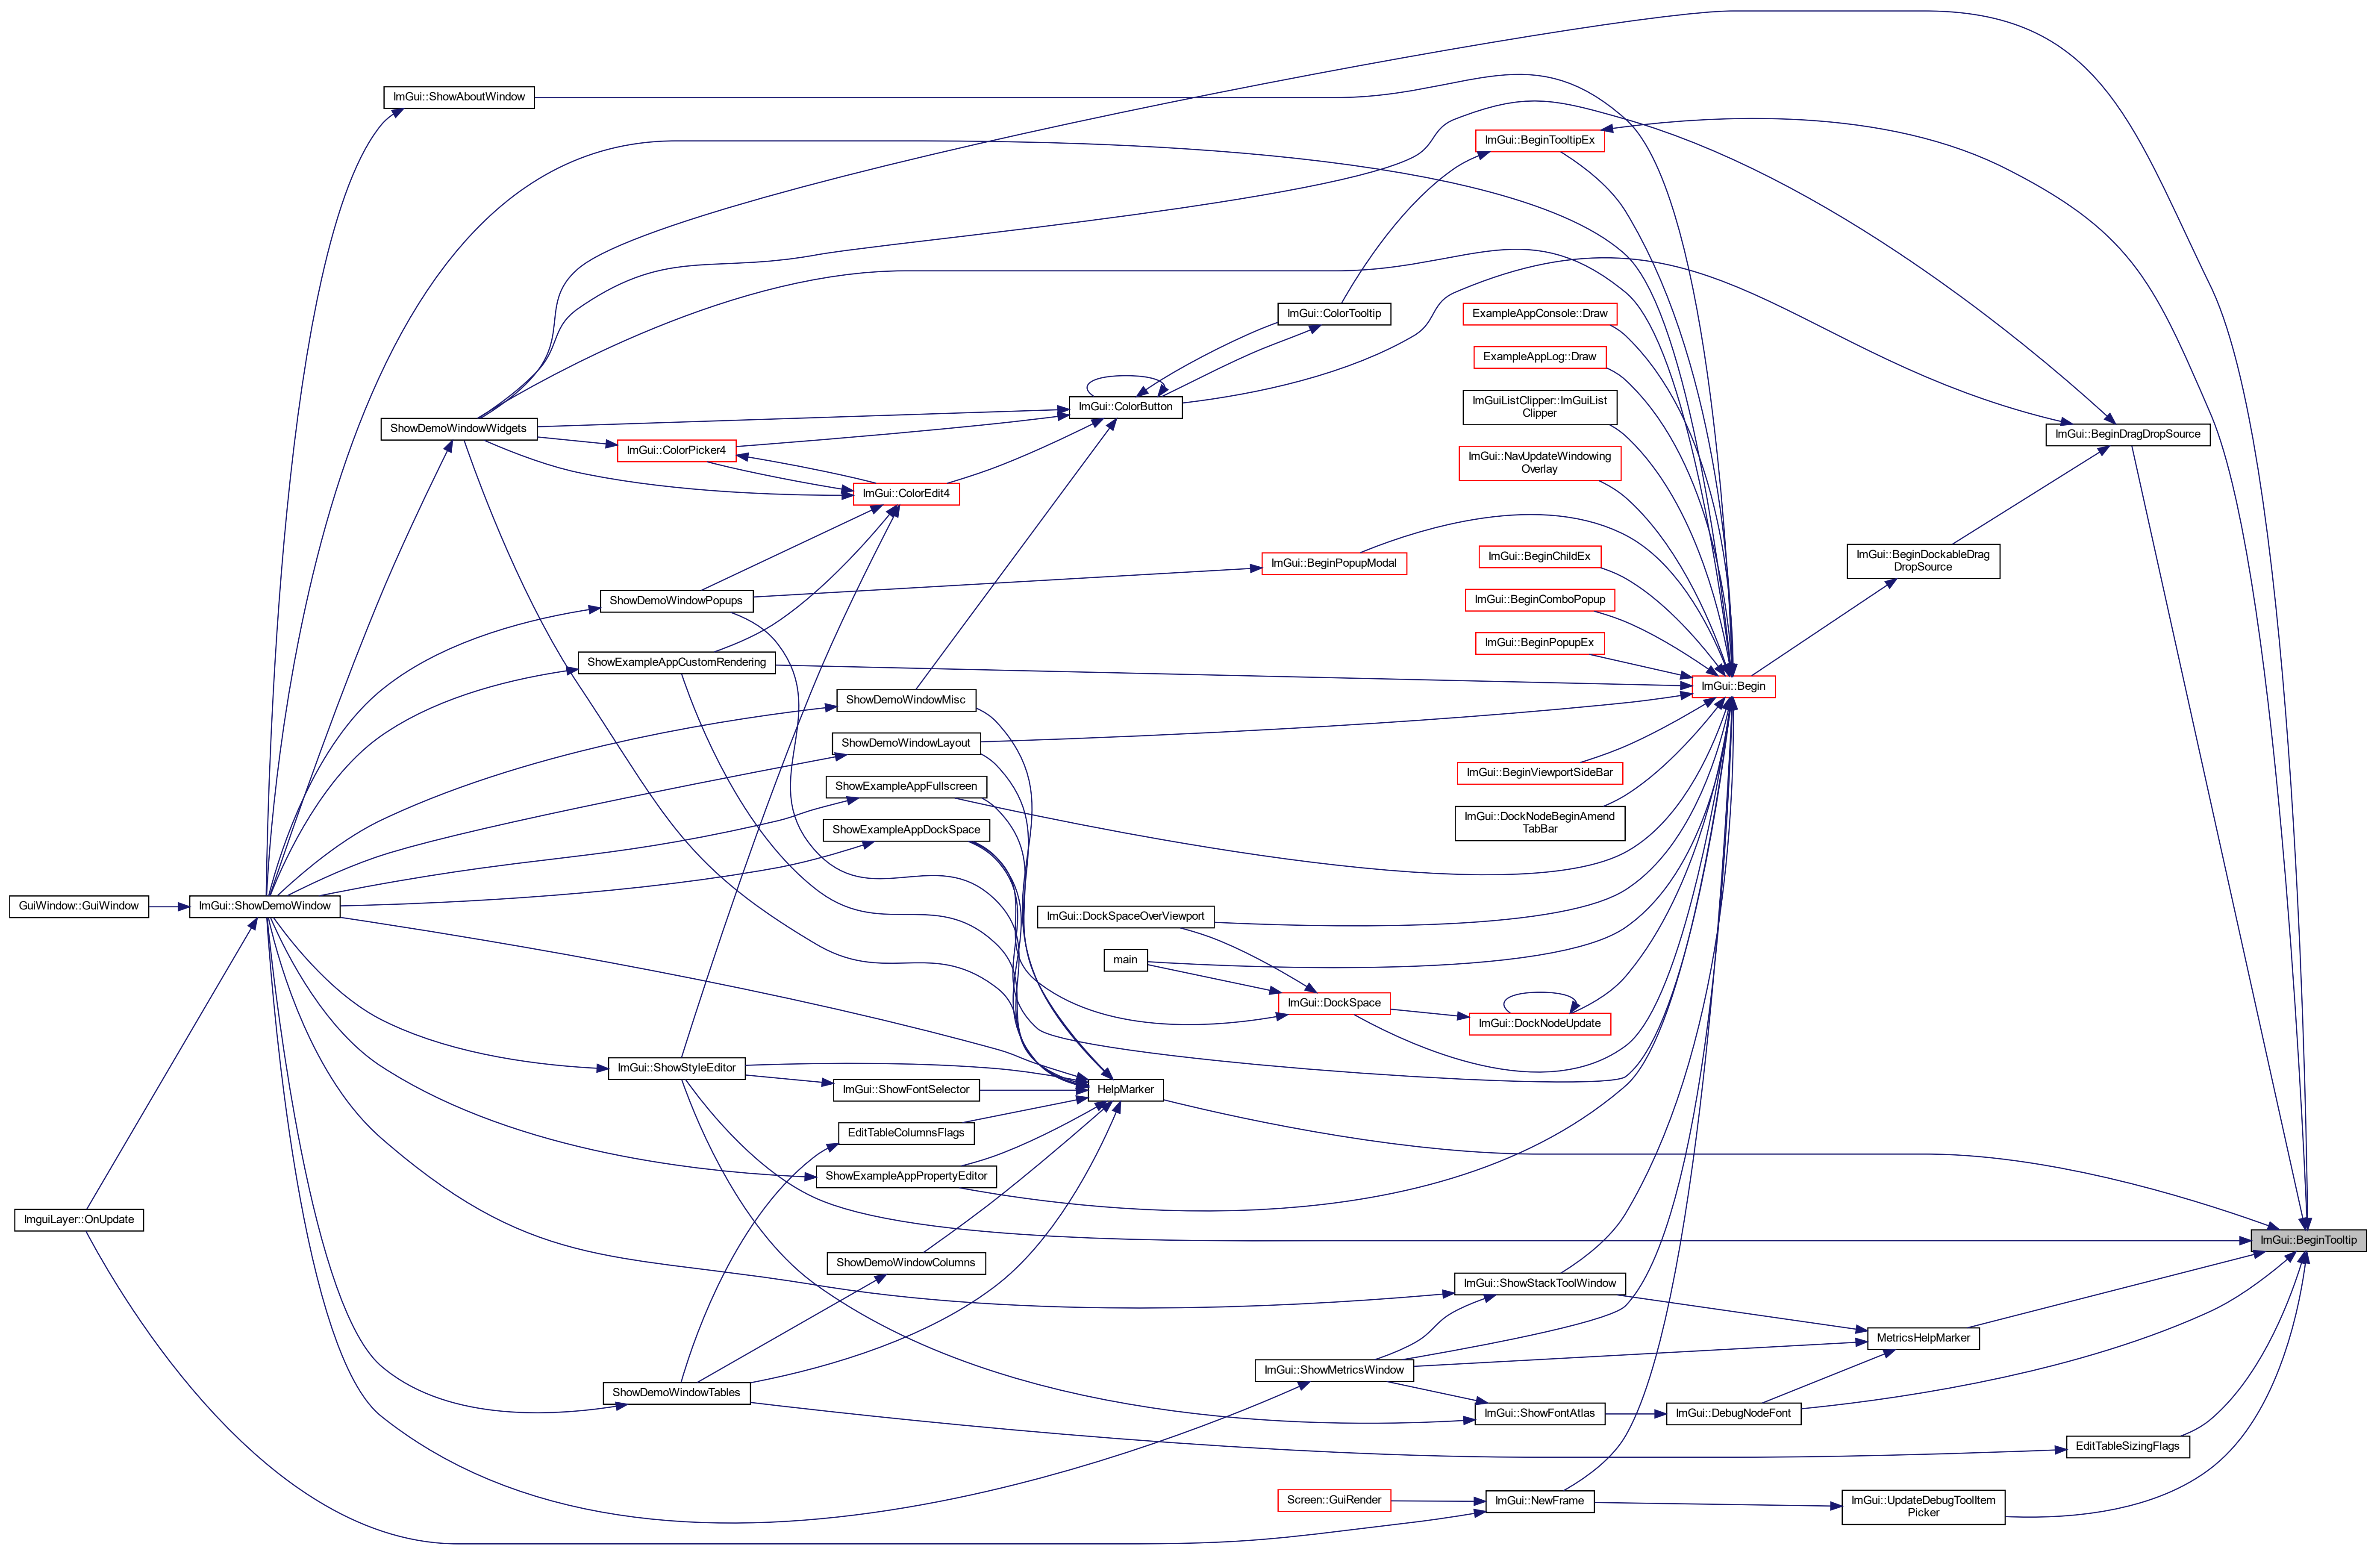 ImGui::ShowAboutWindow
ImGui::BeginTooltipEx
ImGui::ColorTooltip
ExampleAppConsole::Draw
ExampleAppLog::Draw
ImGui::ColorButton
ImGuiListClipper::ImGuiList
Clipper
ShowDemoWindowWidgets
ImGui::BeginDragDropSource
ImGui::ColorPicker4
ImGui::NavUpdateWindowing
Overlay
ImGui::ColorEdit4
ImGui::BeginPopupModal
ImGui::BeginChildEx
ImGui::BeginDockableDrag
DropSource
ShowDemoWindowPopups
ImGui::BeginComboPopup
ImGui::BeginPopupEx
ShowExampleAppCustomRendering
ImGui::Begin
ShowDemoWindowMisc
ShowDemoWindowLayout
ImGui::BeginViewportSideBar
ShowExampleAppFullscreen
ImGui::DockNodeBeginAmend
TabBar
ShowExampleAppDockSpace
GuiWindow::GuiWindow
ImGui::ShowDemoWindow
ImGui::DockSpaceOverViewport
main
ImGui::DockSpace
ImGui::DockNodeUpdate
ImGui::ShowStyleEditor
ImGui::ShowFontSelector
HelpMarker
EditTableColumnsFlags
ShowExampleAppPropertyEditor
ImguiLayer::OnUpdate
ImGui::BeginTooltip
ShowDemoWindowColumns
ImGui::ShowStackToolWindow
MetricsHelpMarker
ImGui::ShowMetricsWindow
ShowDemoWindowTables
ImGui::ShowFontAtlas
ImGui::DebugNodeFont
EditTableSizingFlags
Screen::GuiRender
ImGui::NewFrame
ImGui::UpdateDebugToolItem
Picker